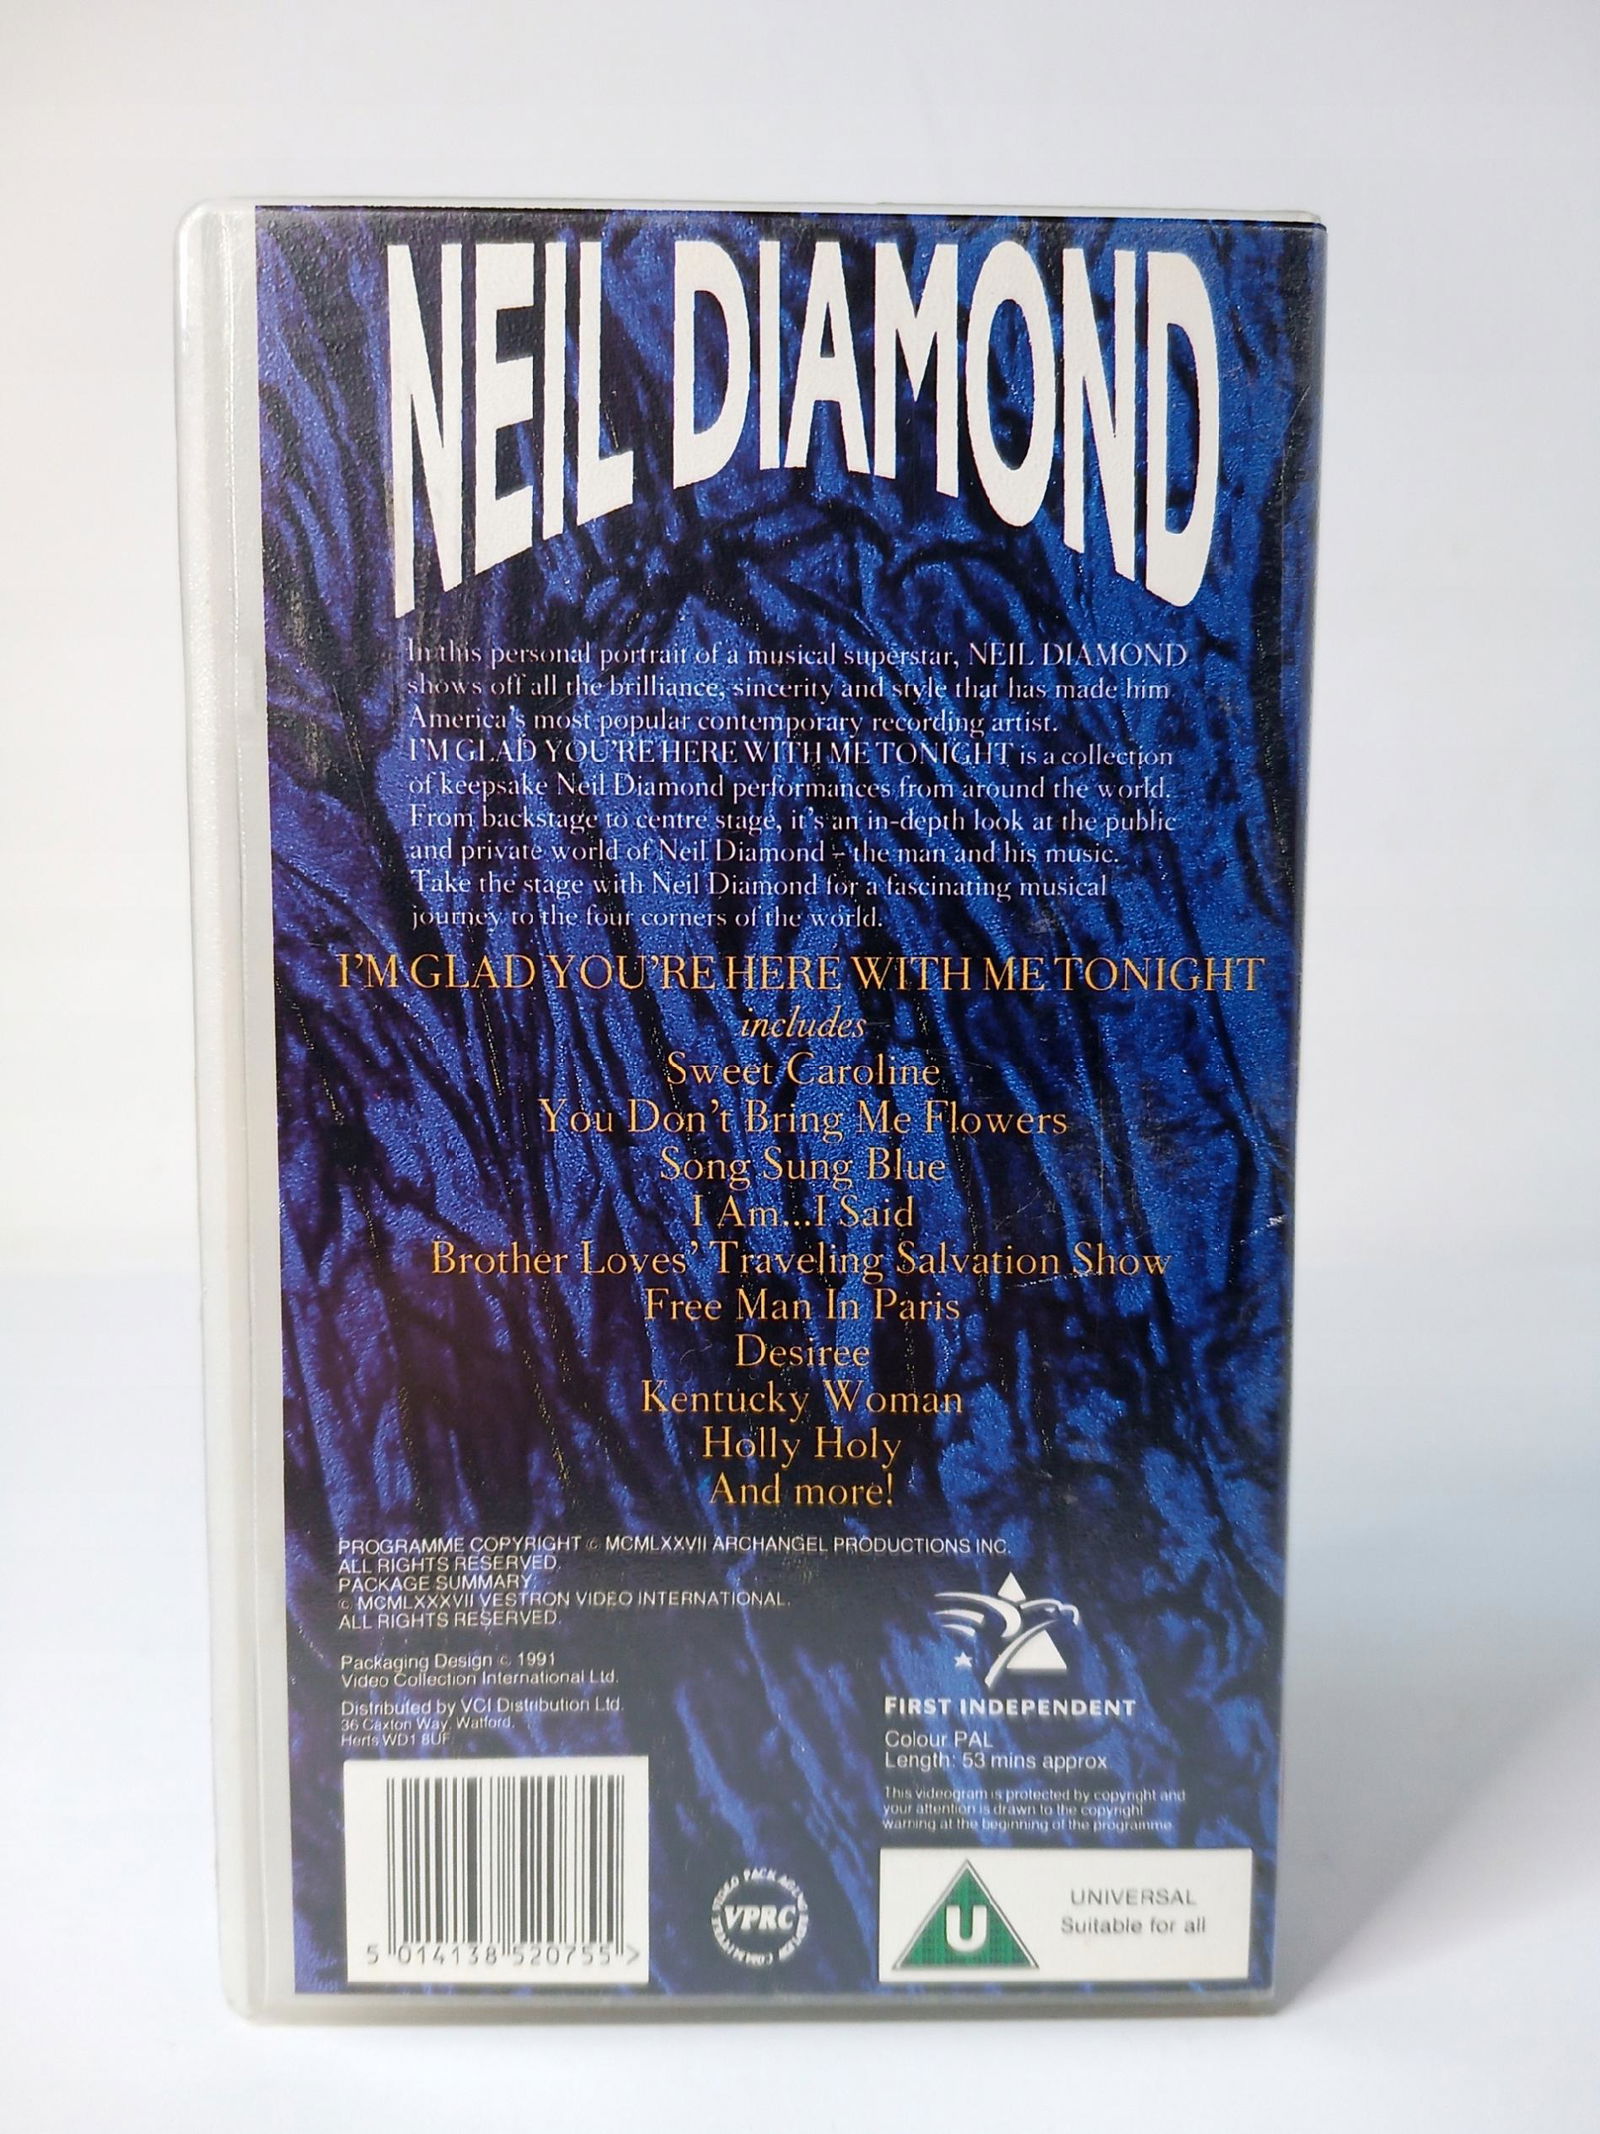 NEIL DIAMOND
In this personal portrait of a musical superstar, NEIL DIAMOND
shows off all the brilliance, sincerity and style that has made him
America's most popular contemporary recording artist.
I'M GLAD YOU'RE HERE WITH ME TONIGHT is a collection
of keepsake Neil Diamond performances from around the world.
From backstage to centre stage, it's an in-depth look at the public
and private world of Neil Diamond – the man and his music.
Take the stage with Neil Diamond for a fascinating musical
journey to the four corners of the world.
I'M GLAD YOU'RE HERE WITH ME TONIGHT
includes
Sweet Caroline
You Don't Bring Me Flowers
Song Sung Blue
I Am...I Said
Brother Loves' Traveling Salvation Show
Free Man In Paris
Desiree
Kentucky Woman
Holly Holy
And more!
PROGRAMME COPYRIGHT © MCMLXXVII ARCHANGEL PRODUCTIONS INC.
ALL RIGHTS RESERVED.
PACKAGE SUMMARY:
© MCMLXXXVII VESTRON VIDEO INTERNATIONAL.
ALL RIGHTS RESERVED.
Packaging Design © 1991
Video Collection International Ltd.
Distributed by VCI Distribution Ltd.
36 Caxton Way, Watford.
Herts WD1 8UF
FIRST INDEPENDENT
Colour PAL
Length: 53 mins approx
This videogram is protected by copyright and
your attention is drawn to the copyright
warning at the beginning of the programme
5 014138 520755 >
VIDEO PACKAGING REVIEW COMMITTEE
VPRC
U
UNIVERSAL
Suitable for all